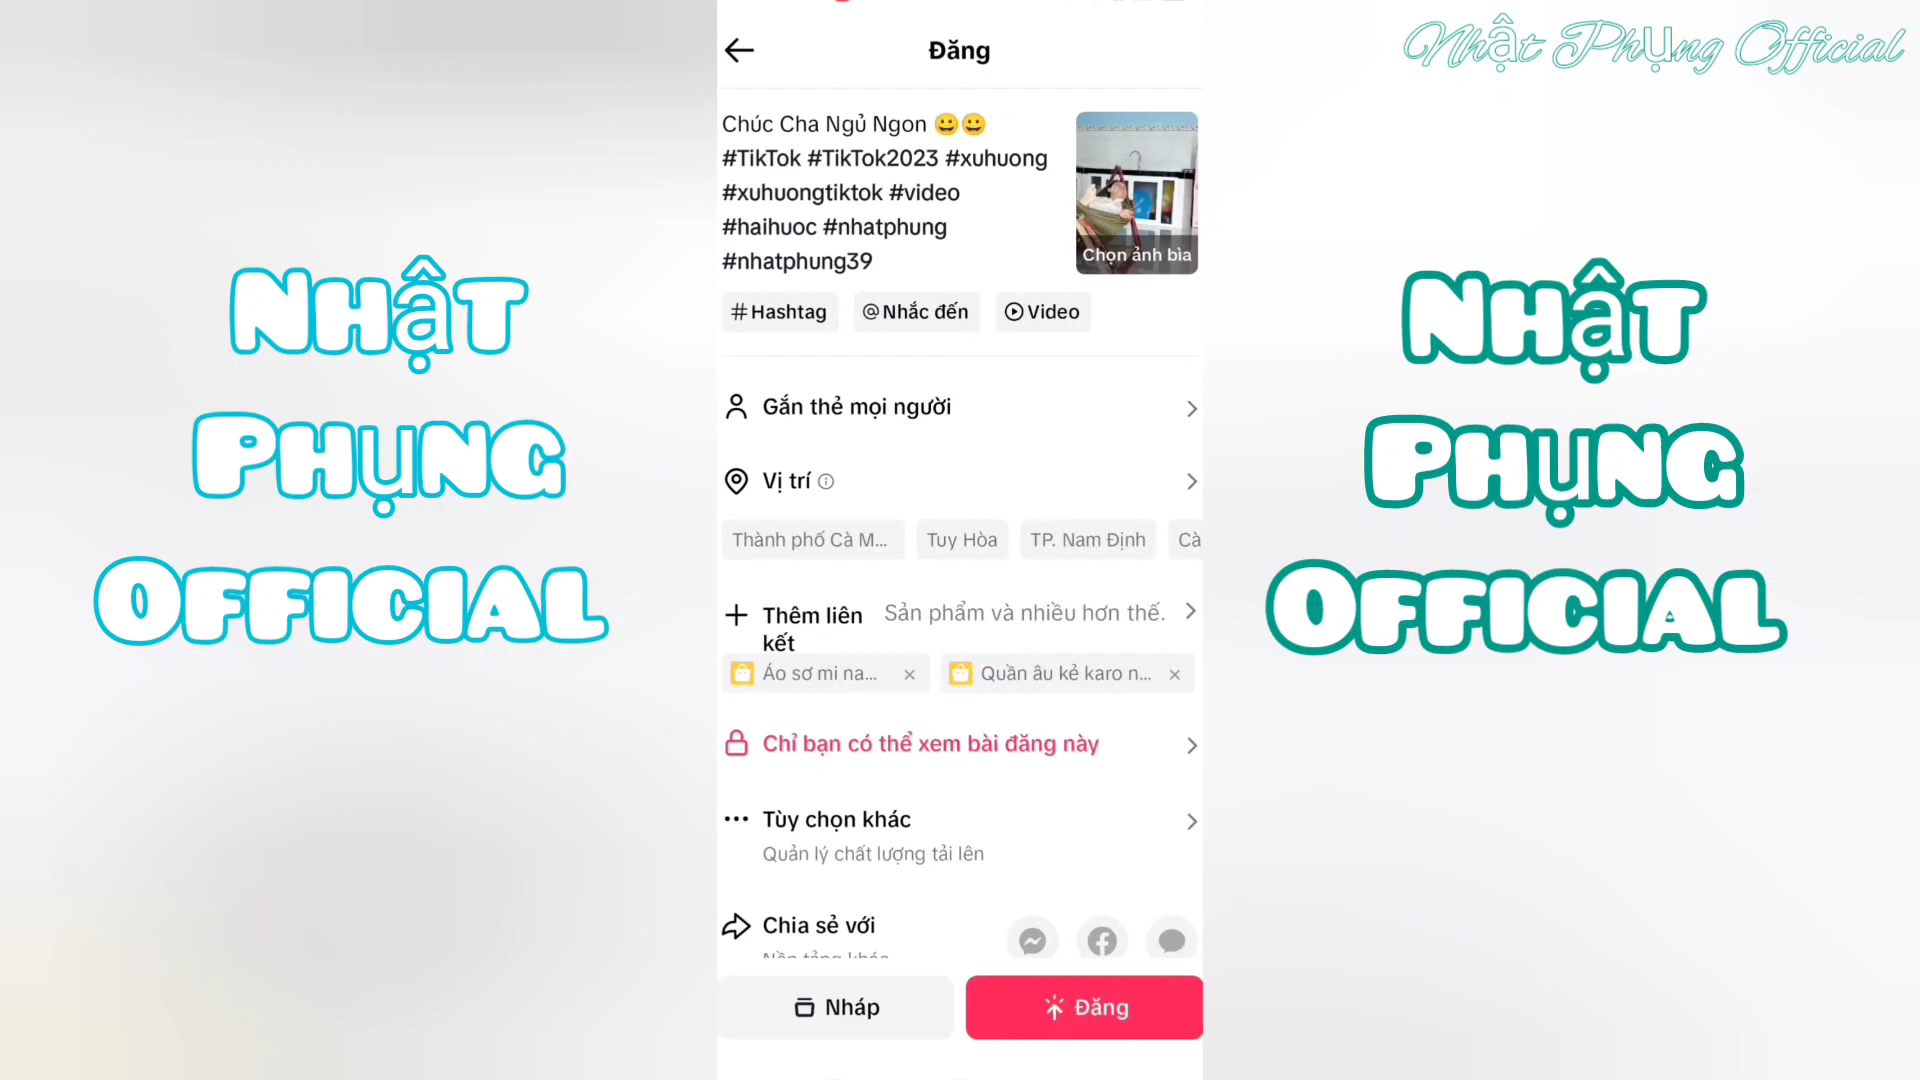 Nhật Phụng Official
Đăng
Chúc Cha Ngủ Ngon 😀😀
#TikTok #TikTok2023 #xuhuong
#xuhuongtiktok #video
#haihuoc #nhatphung
#nhatphung39
Chọn ảnh bìa
#Hashtag @Nhắc đến Video
Gắn thẻ mọi người
Vị trí
Thành phố Cà M... Tuy Hòa TP. Nam Định Cà
Thêm liên kết Sản phẩm và nhiều hơn thế.
Áo sơ mi na... × Quần âu kẻ karo n... ×
Chỉ bạn có thể xem bài đăng này
Tùy chọn khác
Quản lý chất lượng tải lên
Chia sẻ với
Nháp Đăng
Nhật
Phụng
Official
Nhật
Phụng
Official